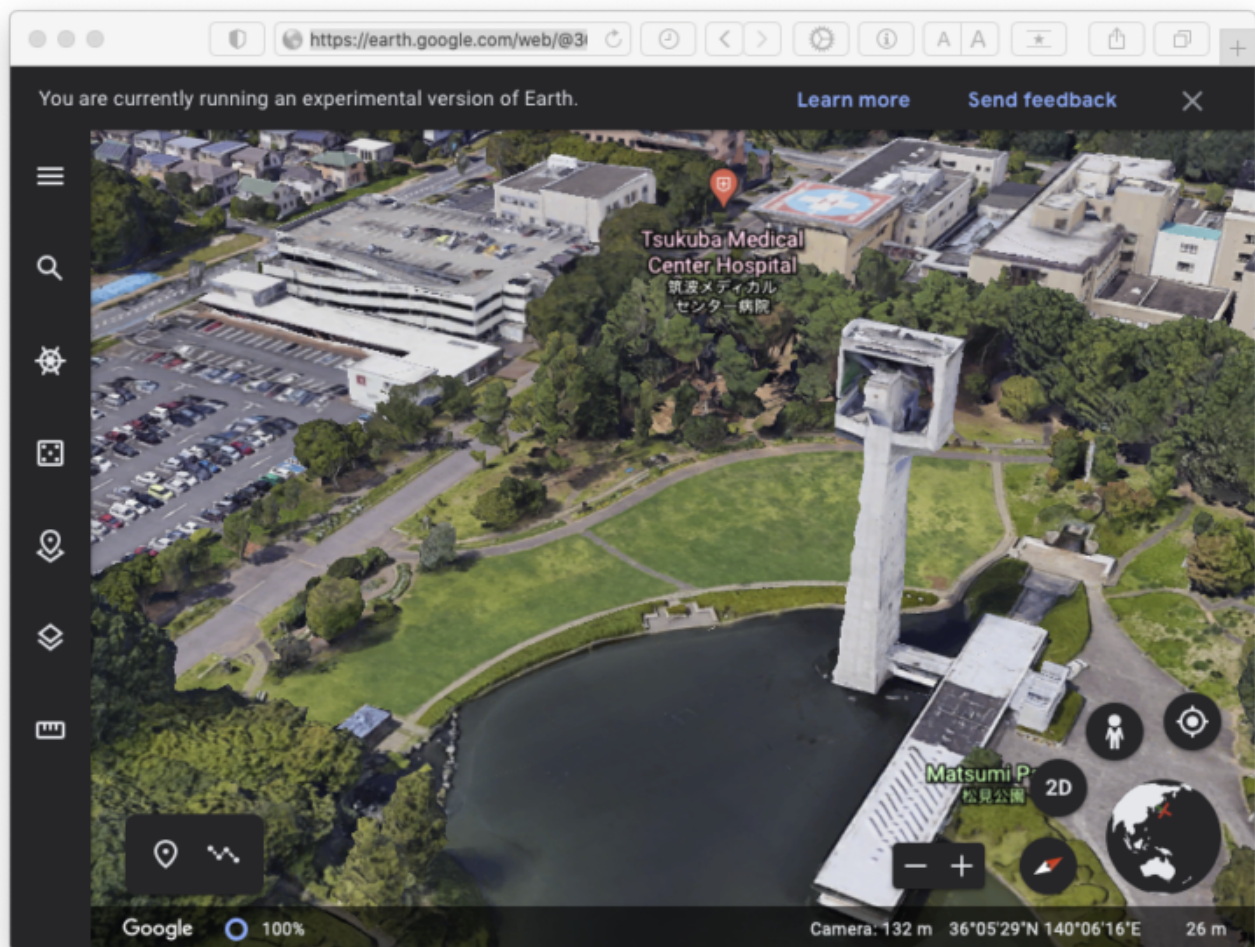 https://earth.google.com/web/@3
A A
You are currently running an experimental version of Earth.
Learn more
Send feedback
Tsukuba Medical
Center Hospital
筑波メディカル
センター病院
Matsumi P
松見公園
2D
Google
100%
Camera: 132 m
36°05'29"N 140°06'16"E
26 m